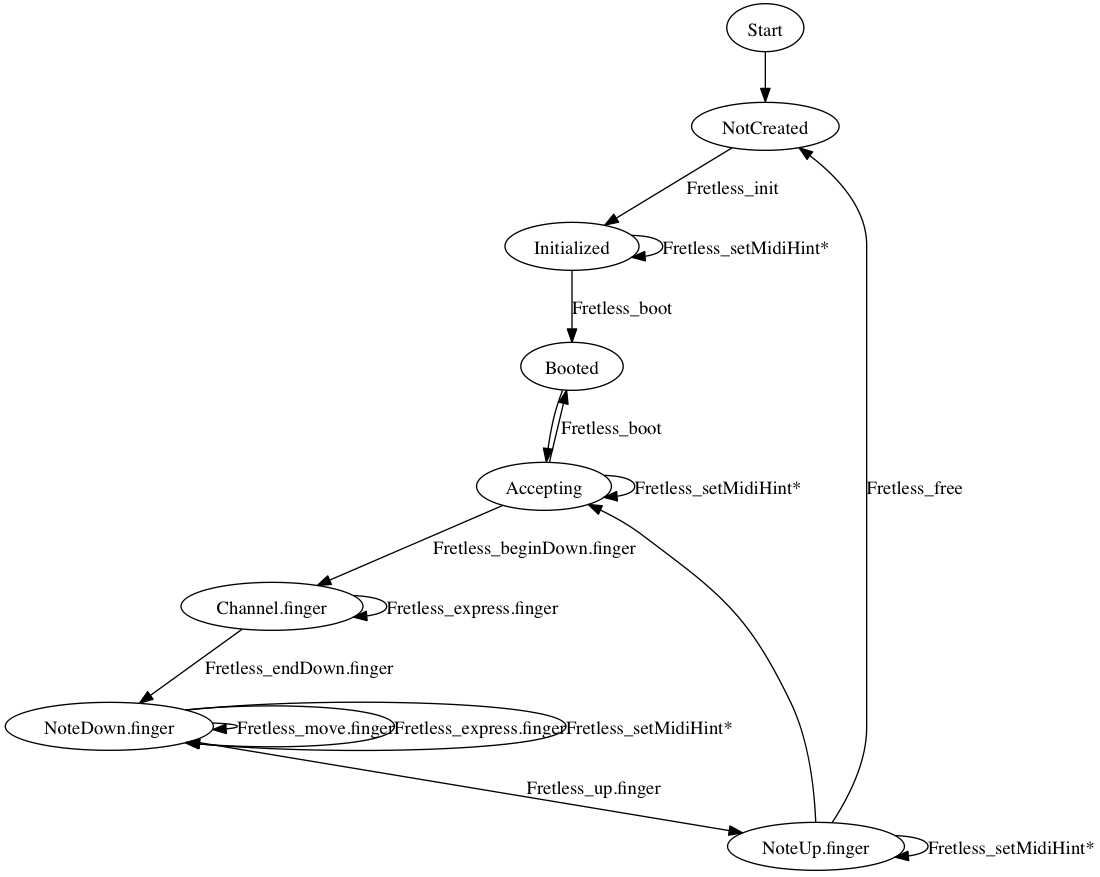 Start
NotCreated
Fretless_init
Initialized
Fretless_setMidiHint*
Fretless_boot
Booted
Fretless_boot
Accepting
Fretless_setMidiHint*
Fretless_free
Fretless_beginDown.finger
Channel.finger
Fretless_express.finger
Fretless_endDown.finger
NoteDown.finger
Fretless_move.finger
Fretless_express.finger
Fretless_setMidiHint*
Fretless_up.finger
NoteUp.finger
Fretless_setMidiHint*